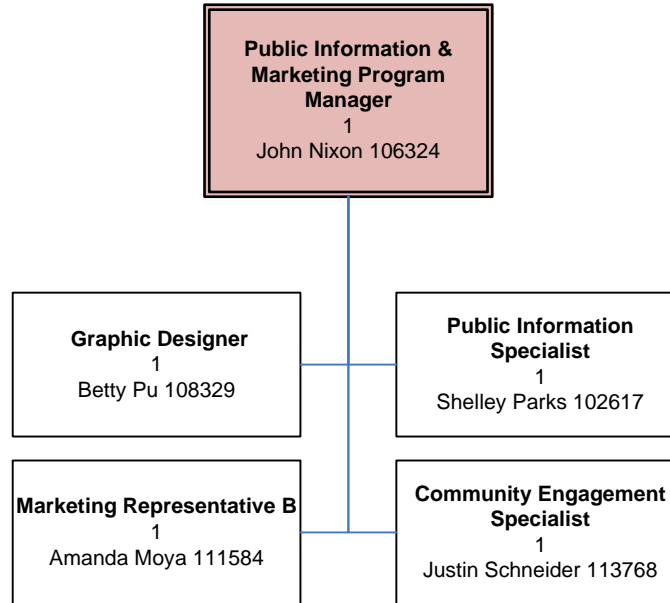 Public Information &
Marketing Program
Manager
1
John Nixon 106324
Graphic Designer
1
Betty Pu 108329
Public Information
Specialist
1
Shelley Parks 102617
Marketing Representative B
1
Amanda Moya 111584
Community Engagement
Specialist
1
Justin Schneider 113768